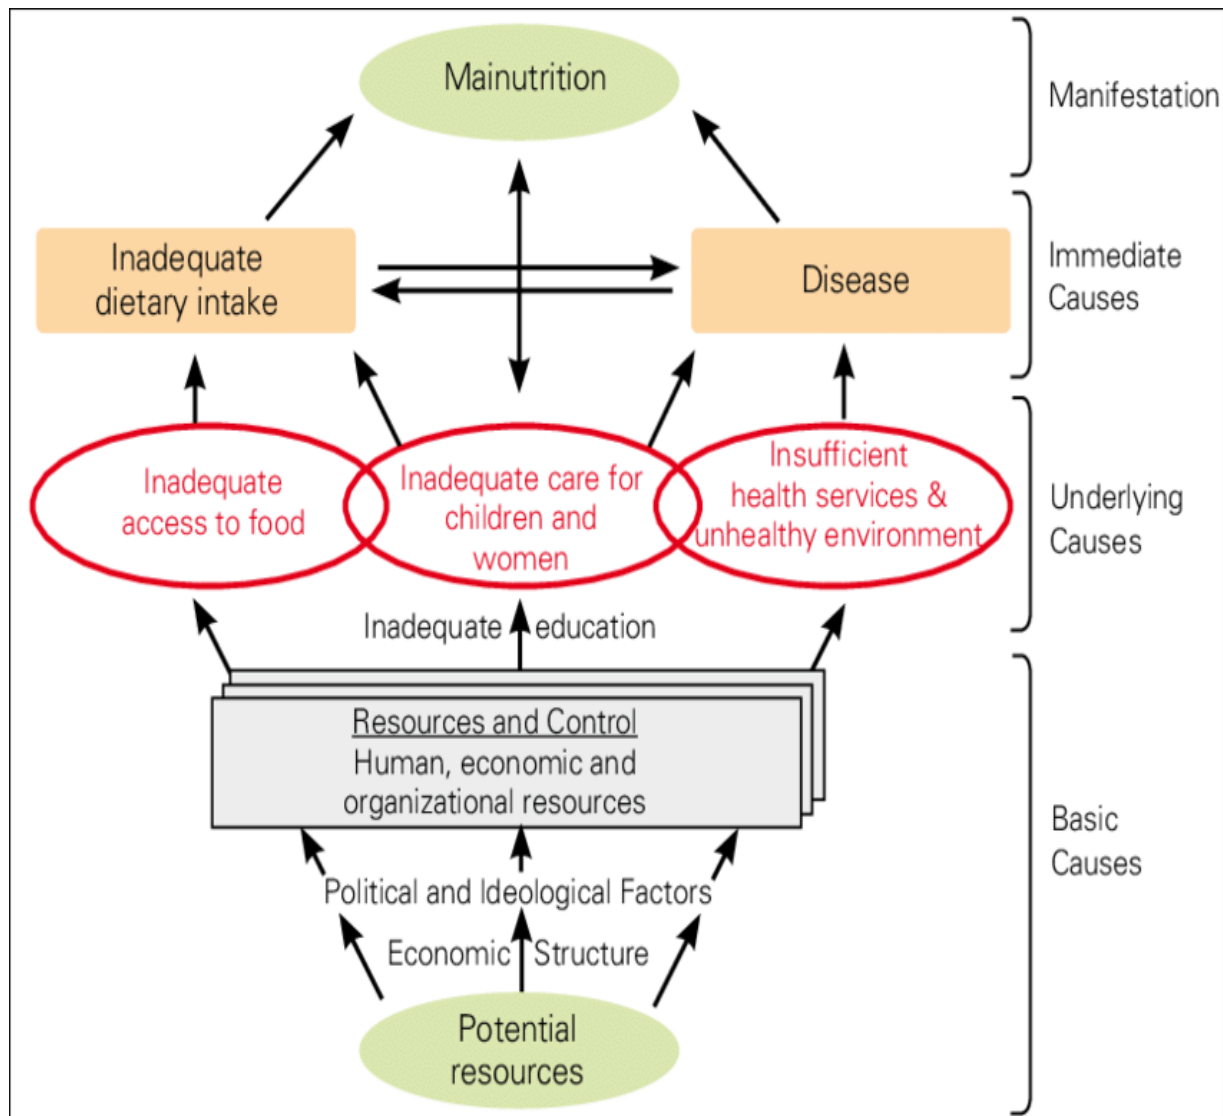 Mainutrition
Manifestation
Inadequate
dietary intake
Disease
Immediate
Causes
Inadequate
access to food
Inadequate care for
children and
women
Insufficient
health services &
unhealthy environment
Underlying
Causes
Inadequate education
Resources and Control
Human, economic and
organizational resources
Political and Ideological Factors
Economic Structure
Basic
Causes
Potential
resources